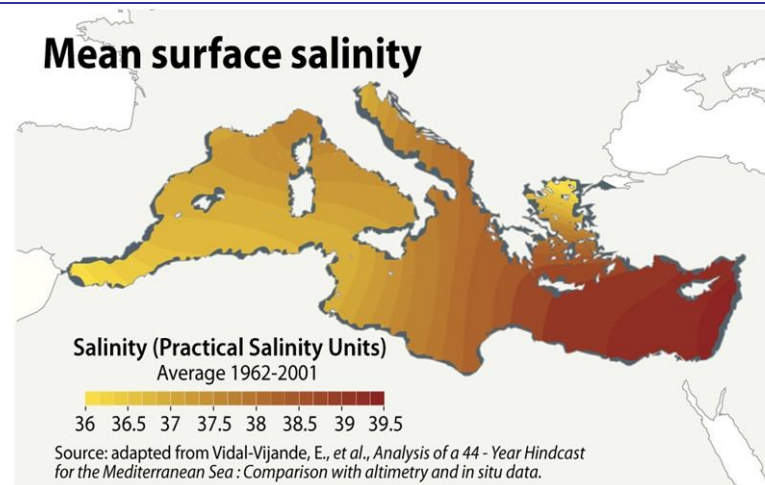 Mean surface salinity
Salinity (Practical Salinity Units)
Average 1962-2001
36 36.5 37 37.5 38 38.5 39 39.5
Source: adapted from Vidal-Vijande, E., et al., Analysis of a 44 - Year Hindcast
for the Mediterranean Sea : Comparison with altimetry and in situ data.